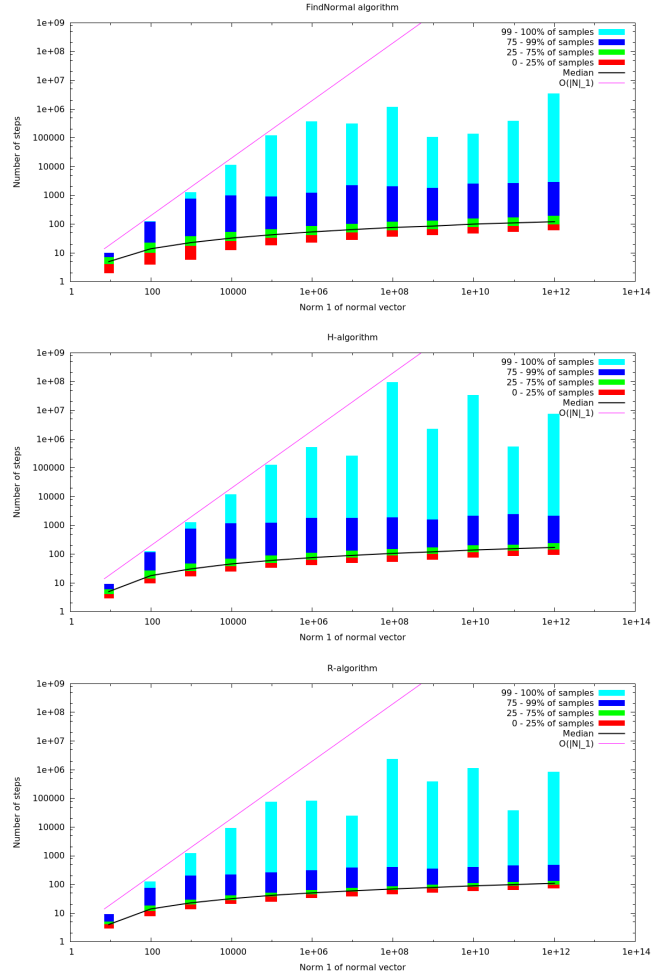 FindNormal algorithm
1e+09
1e+08
1e+07
1e+06
100000
10000
1000
100
10
1
Number of steps
99 - 100% of samples
75 - 99% of samples
25 - 75% of samples
0 - 25% of samples
Median
O(|N|_1)
1
100
10000
1e+06
1e+08
1e+10
1e+12
1e+14
Norm 1 of normal vector
H-algorithm
1e+09
1e+08
1e+07
1e+06
100000
10000
1000
100
10
1
Number of steps
99 - 100% of samples
75 - 99% of samples
25 - 75% of samples
0 - 25% of samples
Median
O(|N|_1)
1
100
10000
1e+06
1e+08
1e+10
1e+12
1e+14
Norm 1 of normal vector
R-algorithm
1e+09
1e+08
1e+07
1e+06
100000
10000
1000
100
10
1
Number of steps
99 - 100% of samples
75 - 99% of samples
25 - 75% of samples
0 - 25% of samples
Median
O(|N|_1)
1
100
10000
1e+06
1e+08
1e+10
1e+12
1e+14
Norm 1 of normal vector